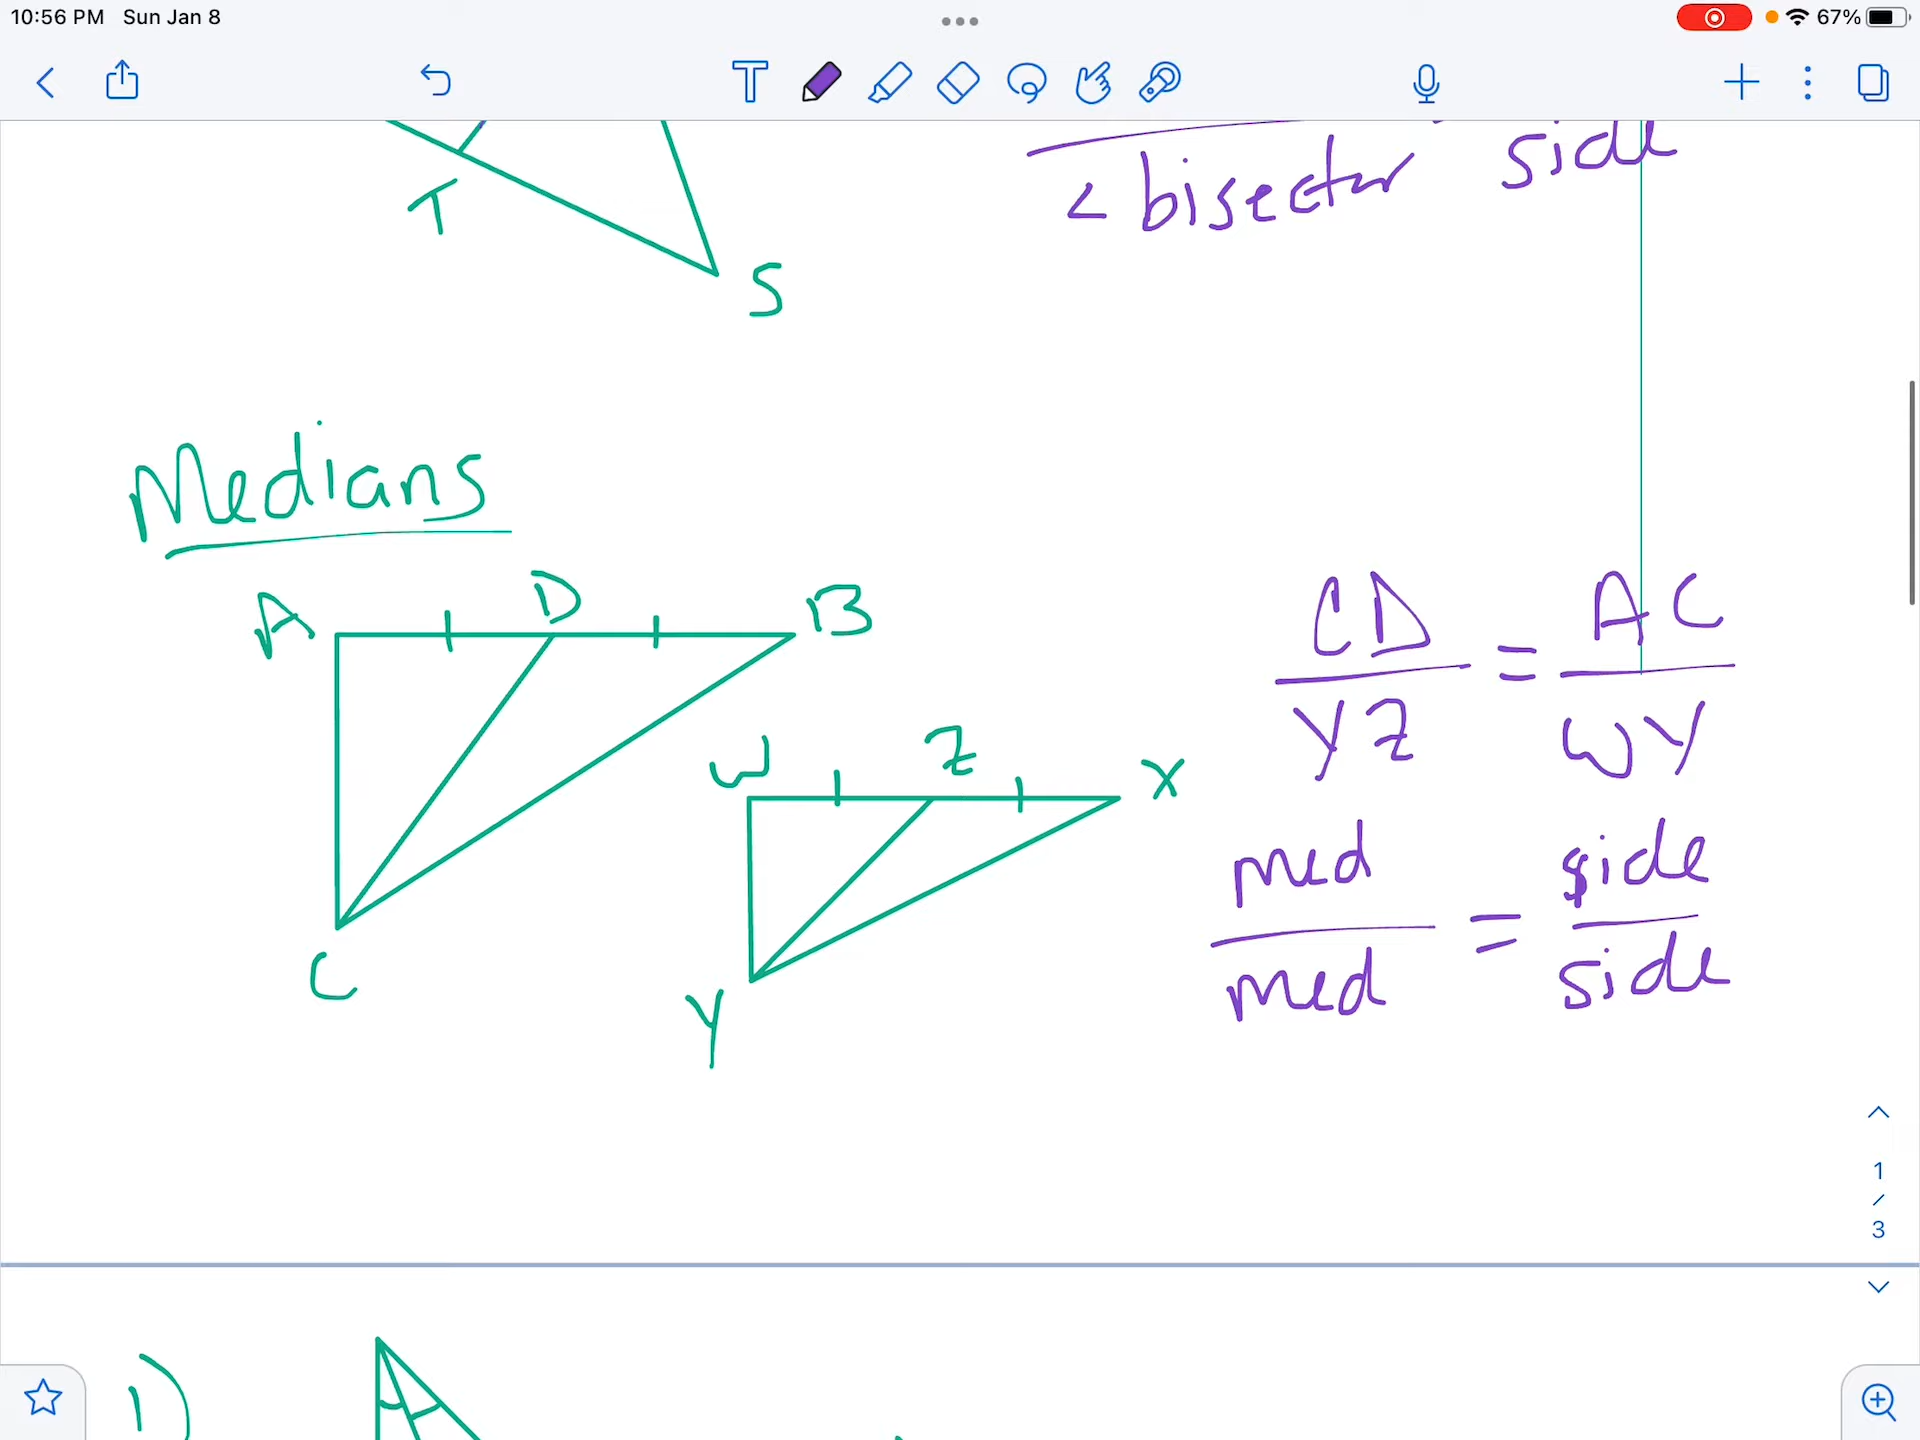 10:56 PM Sun Jan 8
67%
T
side
< bisector
T
S
Medians
A D B
C
W Z X
Y
CD = AC
YZ WY
med = side
med side
1
/
3
1)